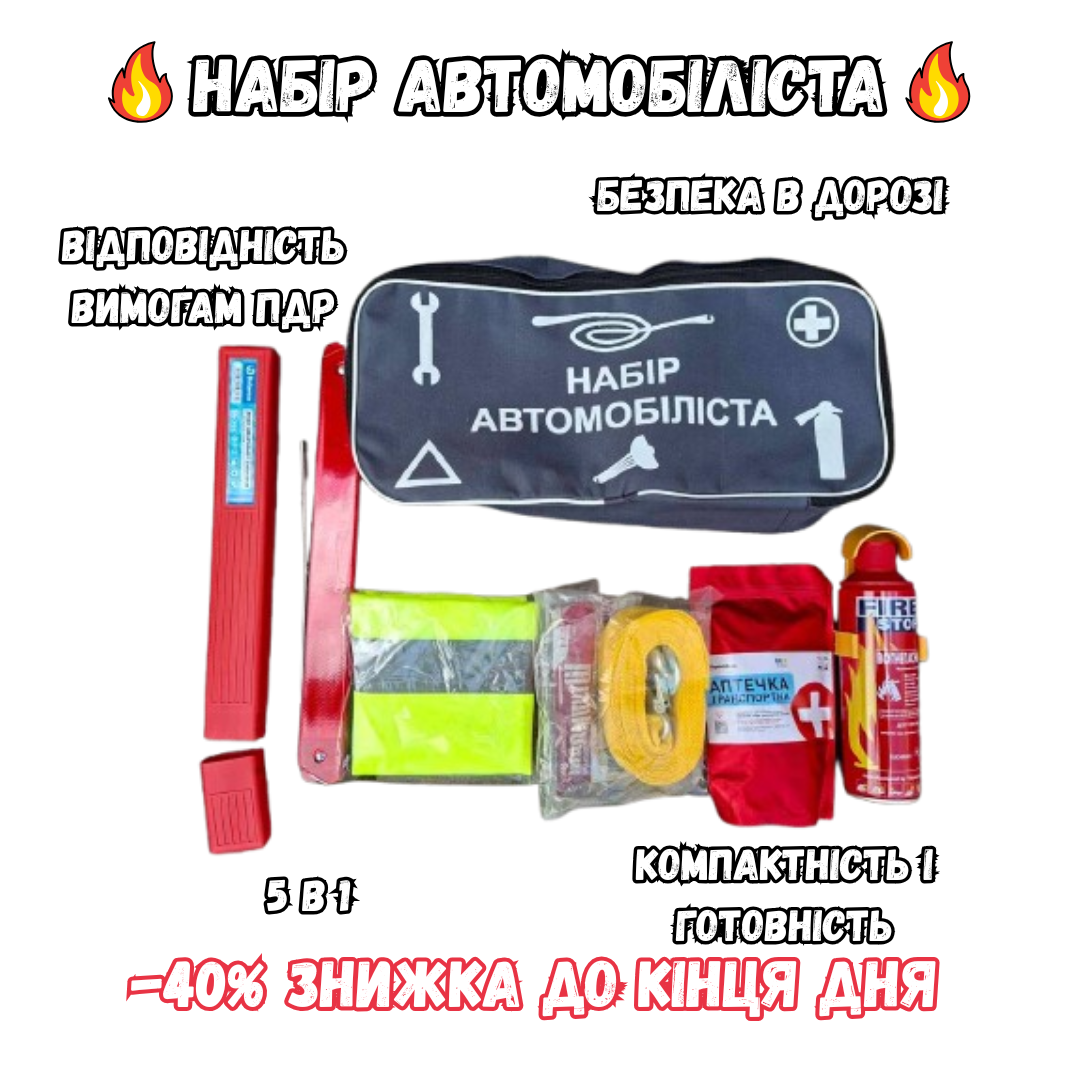 НАБІР АВТОМОБІЛІСТА
БЕЗПЕКА В ДОРОЗІ
ВІДПОВІДНІСТЬ
ВИМОГАМ ПДР
НАБІР
АВТОМОБІЛІСТА
FIRE
STOP
АПТЕЧКА
ТРАНСПОРТНА
КОМПАКТНІСТЬ І
ГОТОВНІСТЬ
5 В 1
-40% ЗНИЖКА ДО КІНЦЯ ДНЯ